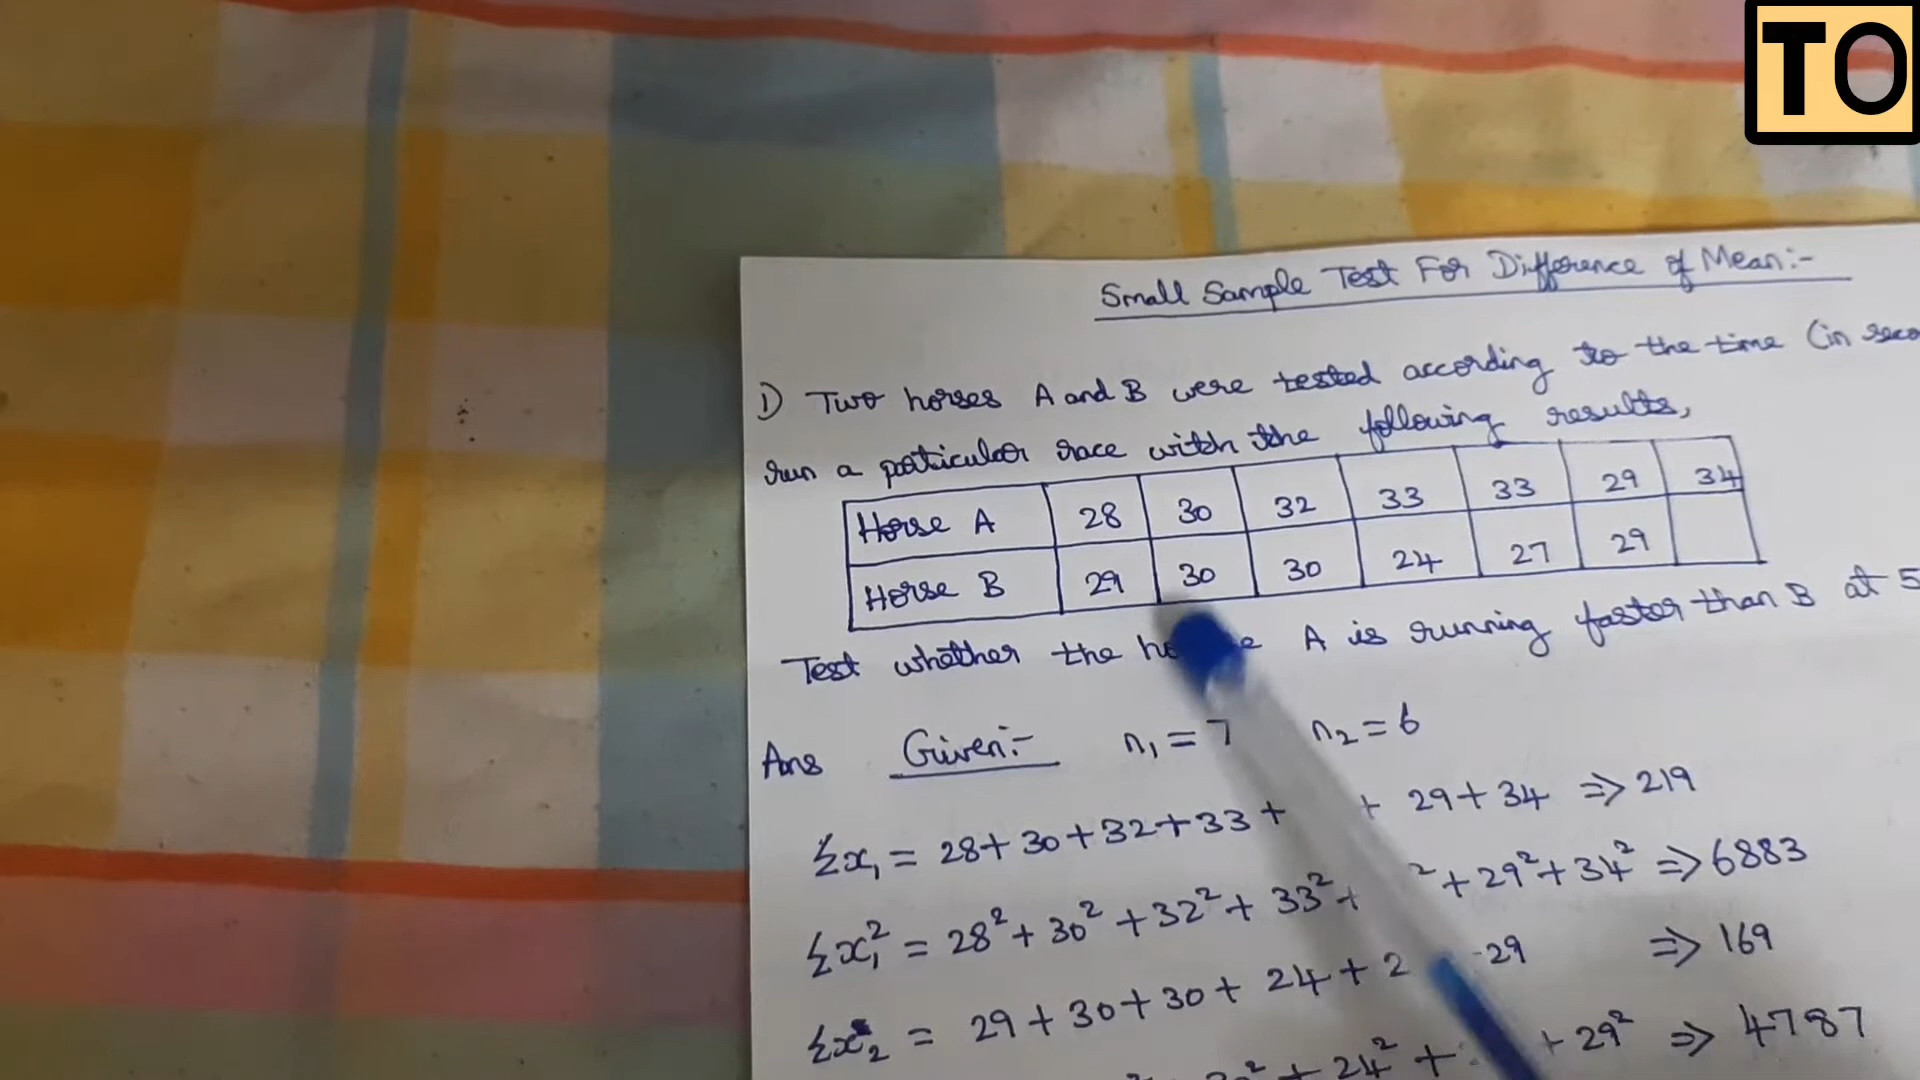 TO
Small Sample Test For Difference of Mean:-
1) Two horses A and B were tested according to the time (in seco
run a particular race with the following results,
Horse A 28 30 32 33 33 29 34
Horse B 29 30 30 24 27 29
Test whether the A is running faster than B at 5
Ans Given:- n₁ = 7 n₂ = 6
Σx₁ = 28+30+32+33+ + 29+34 => 219
Σx₁² = 28²+30²+32²+33²+ ²+29²+34² => 6883
Σx₂ = 29+30+30+24+2 29 => 169
² + 24² + + 29² => 4787